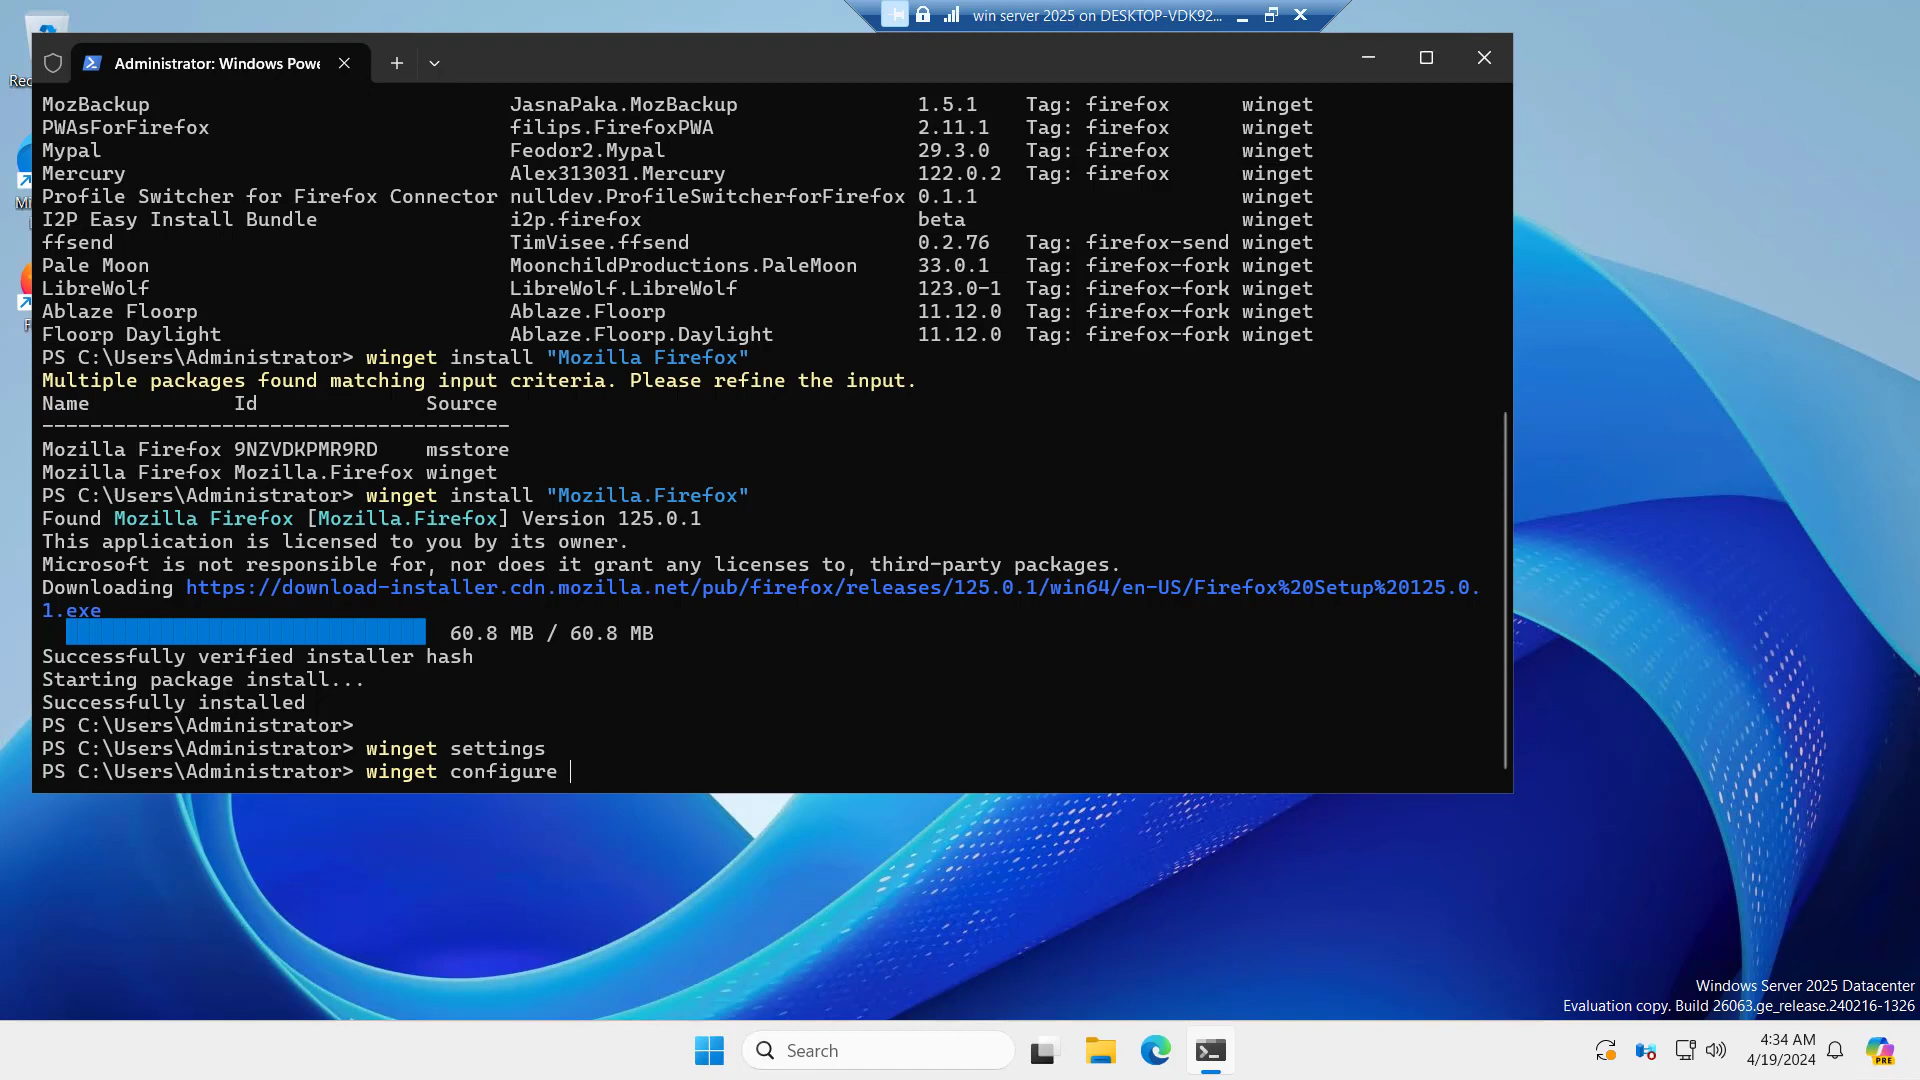 win server 2025 on DESKTOP-VDK92...
Administrator: Windows Powe
MozBackup JasnaPaka.MozBackup 1.5.1 Tag: firefox winget
PWAsForFirefox filips.FirefoxPWA 2.11.1 Tag: firefox winget
Mypal Feodor2.Mypal 29.3.0 Tag: firefox winget
Mercury Alex313031.Mercury 122.0.2 Tag: firefox winget
Profile Switcher for Firefox Connector nulldev.ProfileSwitcherforFirefox 0.1.1 winget
I2P Easy Install Bundle i2p.firefox beta winget
ffsend TimVisee.ffsend 0.2.76 Tag: firefox-send winget
Pale Moon MoonchildProductions.PaleMoon 33.0.1 Tag: firefox-fork winget
LibreWolf LibreWolf.LibreWolf 123.0-1 Tag: firefox-fork winget
Ablaze Floorp Ablaze.Floorp 11.12.0 Tag: firefox-fork winget
Floorp Daylight Ablaze.Floorp.Daylight 11.12.0 Tag: firefox-fork winget
PS C:\Users\Administrator> winget install "Mozilla Firefox"
Multiple packages found matching input criteria. Please refine the input.
Name Id Source
---------------------------------------
Mozilla Firefox 9NZVDKPMR9RD msstore
Mozilla Firefox Mozilla.Firefox winget
PS C:\Users\Administrator> winget install "Mozilla.Firefox"
Found Mozilla Firefox [Mozilla.Firefox] Version 125.0.1
This application is licensed to you by its owner.
Microsoft is not responsible for, nor does it grant any licenses to, third-party packages.
Downloading https://download-installer.cdn.mozilla.net/pub/firefox/releases/125.0.1/win64/en-US/Firefox%20Setup%20125.0.
1.exe
60.8 MB / 60.8 MB
Successfully verified installer hash
Starting package install...
Successfully installed
PS C:\Users\Administrator>
PS C:\Users\Administrator> winget settings
PS C:\Users\Administrator> winget configure
Windows Server 2025 Datacenter
Evaluation copy. Build 26063.ge_release.240216-1326
Search
4:34 AM
4/19/2024
PRE